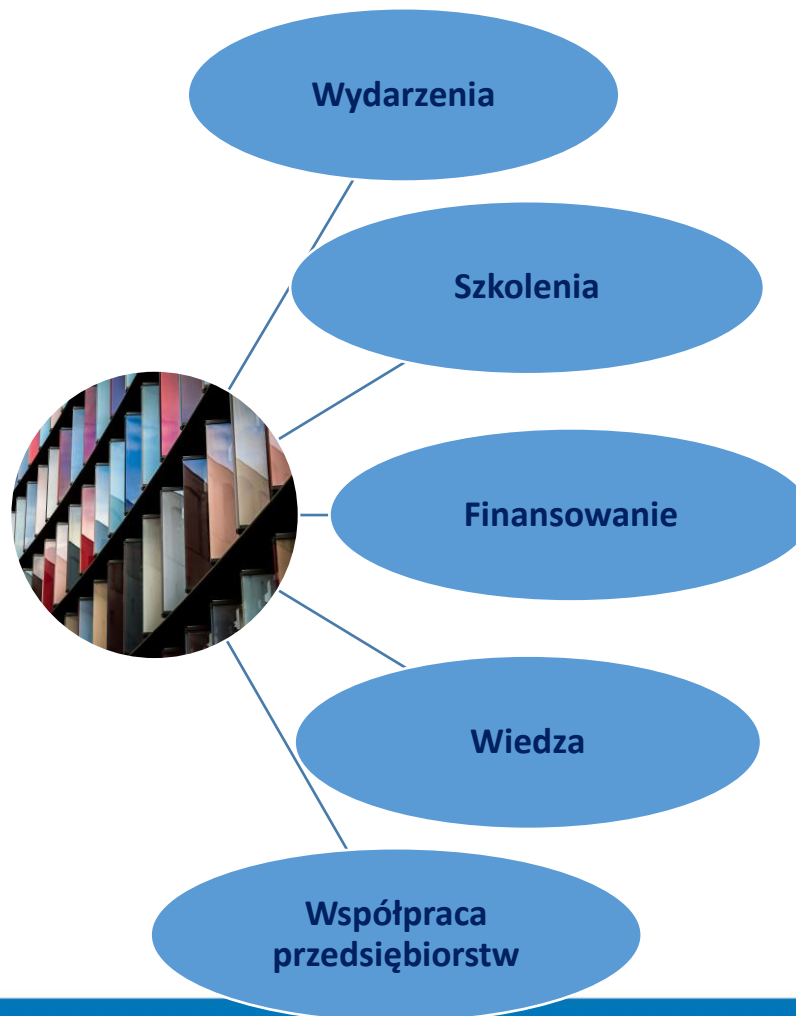 Wydarzenia
Szkolenia
Finansowanie
Wiedza
Współpraca
przedsiębiorstw